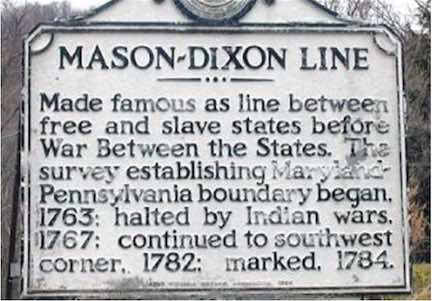 MASON-DIXON LINE
Made famous as line between
free and slave states before
War Between the States. The
survey establishing Maryland-
Pennsylvania boundary began,
1763; halted by Indian wars,
1767; continued to southwest
corner, 1782; marked, 1784.